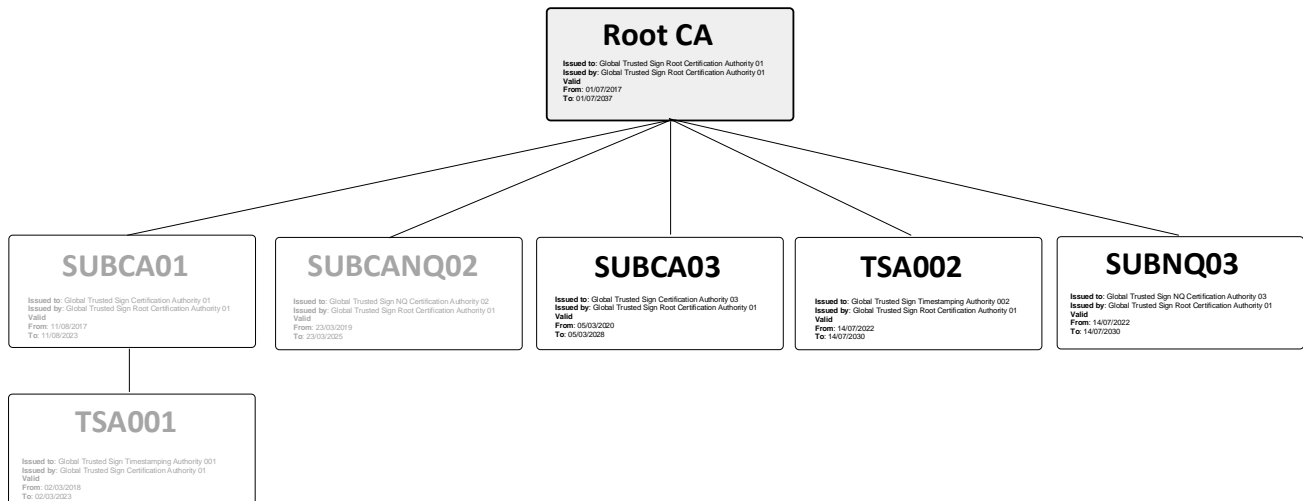 Root CA
Issued to: Global Trusted Sign Root Certification Authority 01
Issued by: Global Trusted Sign Root Certification Authority 01
Valid
From: 01/07/2017
To: 01/07/2037
SUBCA01
Issued to: Global Trusted Sign Certification Authority 01
Issued by: Global Trusted Sign Root Certification Authority 01
Valid
From: 11/08/2017
To: 11/08/2023
SUBCANQ02
Issued to: Global Trusted Sign NQ Certification Authority 02
Issued by: Global Trusted Sign Root Certification Authority 01
Valid
From: 23/03/2019
To: 23/03/2025
SUBCA03
Issued to: Global Trusted Sign Certification Authority 03
Issued by: Global Trusted Sign Root Certification Authority 01
Valid
From: 05/03/2020
To: 05/03/2028
TSA002
Issued to: Global Trusted Sign Timestamping Authority 002
Issued by: Global Trusted Sign Root Certification Authority 01
Valid
From: 14/07/2022
To: 14/07/2030
SUBNQ03
Issued to: Global Trusted Sign NQ Certification Authority 03
Issued by: Global Trusted Sign Root Certification Authority 01
Valid
From: 14/07/2022
To: 14/07/2030
TSA001
Issued to: Global Trusted Sign Timestamping Authority 001
Issued by: Global Trusted Sign Certification Authority 01
Valid
From: 02/03/2018
To: 02/03/2023